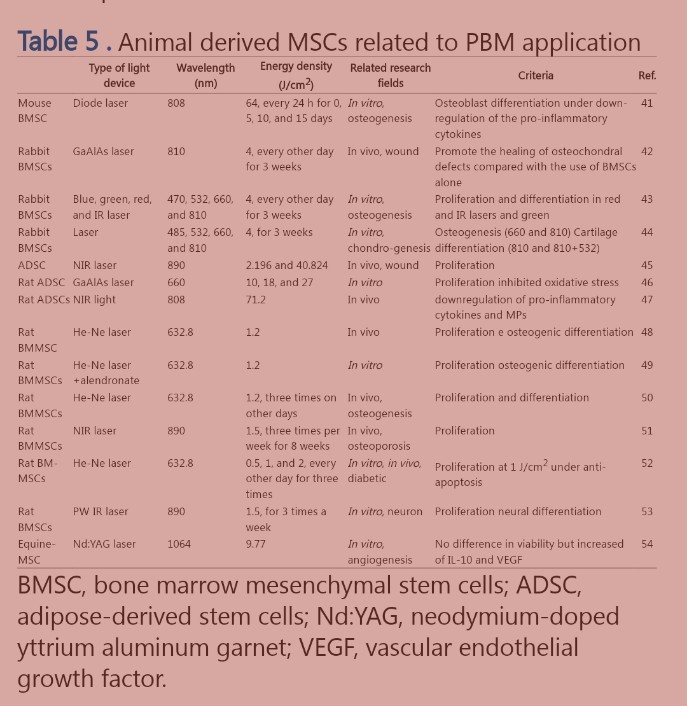 Table 5 . Animal derived MSCs related to PBM application
Type of light device Wavelength (nm) Energy density (J/cm2) Related research fields Criteria Ref.
Mouse Diode laser 808 64, every 24 h for 0, In vitro, Osteoblast differentiation under down- 41
BMSC 5, 10, and 15 days osteogenesis regulation of the pro-inflammatory
cytokines
Rabbit GaAlAs laser 810 4, every other day In vivo, wound Promote the healing of osteochondral 42
BMSCs for 3 weeks defects compared with the use of BMSCs
alone
Rabbit Blue, green, red, 470, 532, 660, 4, every other day In vitro, Proliferation and differentiation in red 43
BMSCs and IR laser and 810 for 3 weeks osteogenesis and IR lasers and green
Rabbit Laser 485, 532, 660, 4, for 3 weeks In vitro, Osteogenesis (660 and 810) Cartilage 44
BMSCs and 810 chondro-genesis differentiation (810 and 810+532)
ADSC NIR laser 890 2.196 and 40.824 In vivo, wound Proliferation 45
Rat ADSC GaAlAs laser 660 10, 18, and 27 In vitro Proliferation inhibited oxidative stress 46
Rat ADSCs NIR light 808 71.2 In vivo downregulation of pro-inflammatory 47
cytokines and MPs
Rat He-Ne laser 632.8 1.2 In vivo Proliferation e osteogenic differentiation 48
BMMSC
Rat He-Ne laser 632.8 1.2 In vitro Proliferation osteogenic differentiation 49
BMMSCs +alendronate
Rat He-Ne laser 632.8 1.2, three times on In vivo, Proliferation and differentiation 50
BMMSCs other days osteogenesis
Rat NIR laser 890 1.5, three times per In vivo, Proliferation 51
BMMSCs week for 8 weeks osteoporosis
Rat BM- He-Ne laser 632.8 0.5, 1, and 2, every In vitro, in vivo, Proliferation at 1 J/cm2 under anti- 52
MSCs other day for three diabetic apoptosis
times
Rat PW IR laser 890 1.5, for 3 times a In vitro, neuron Proliferation neural differentiation 53
BMSCs week
Equine- Nd:YAG laser 1064 9.77 In vitro, No difference in viability but increased 54
MSC angiogenesis of IL-10 and VEGF
BMSC, bone marrow mesenchymal stem cells; ADSC,
adipose-derived stem cells; Nd:YAG, neodymium-doped
yttrium aluminum garnet; VEGF, vascular endothelial
growth factor.